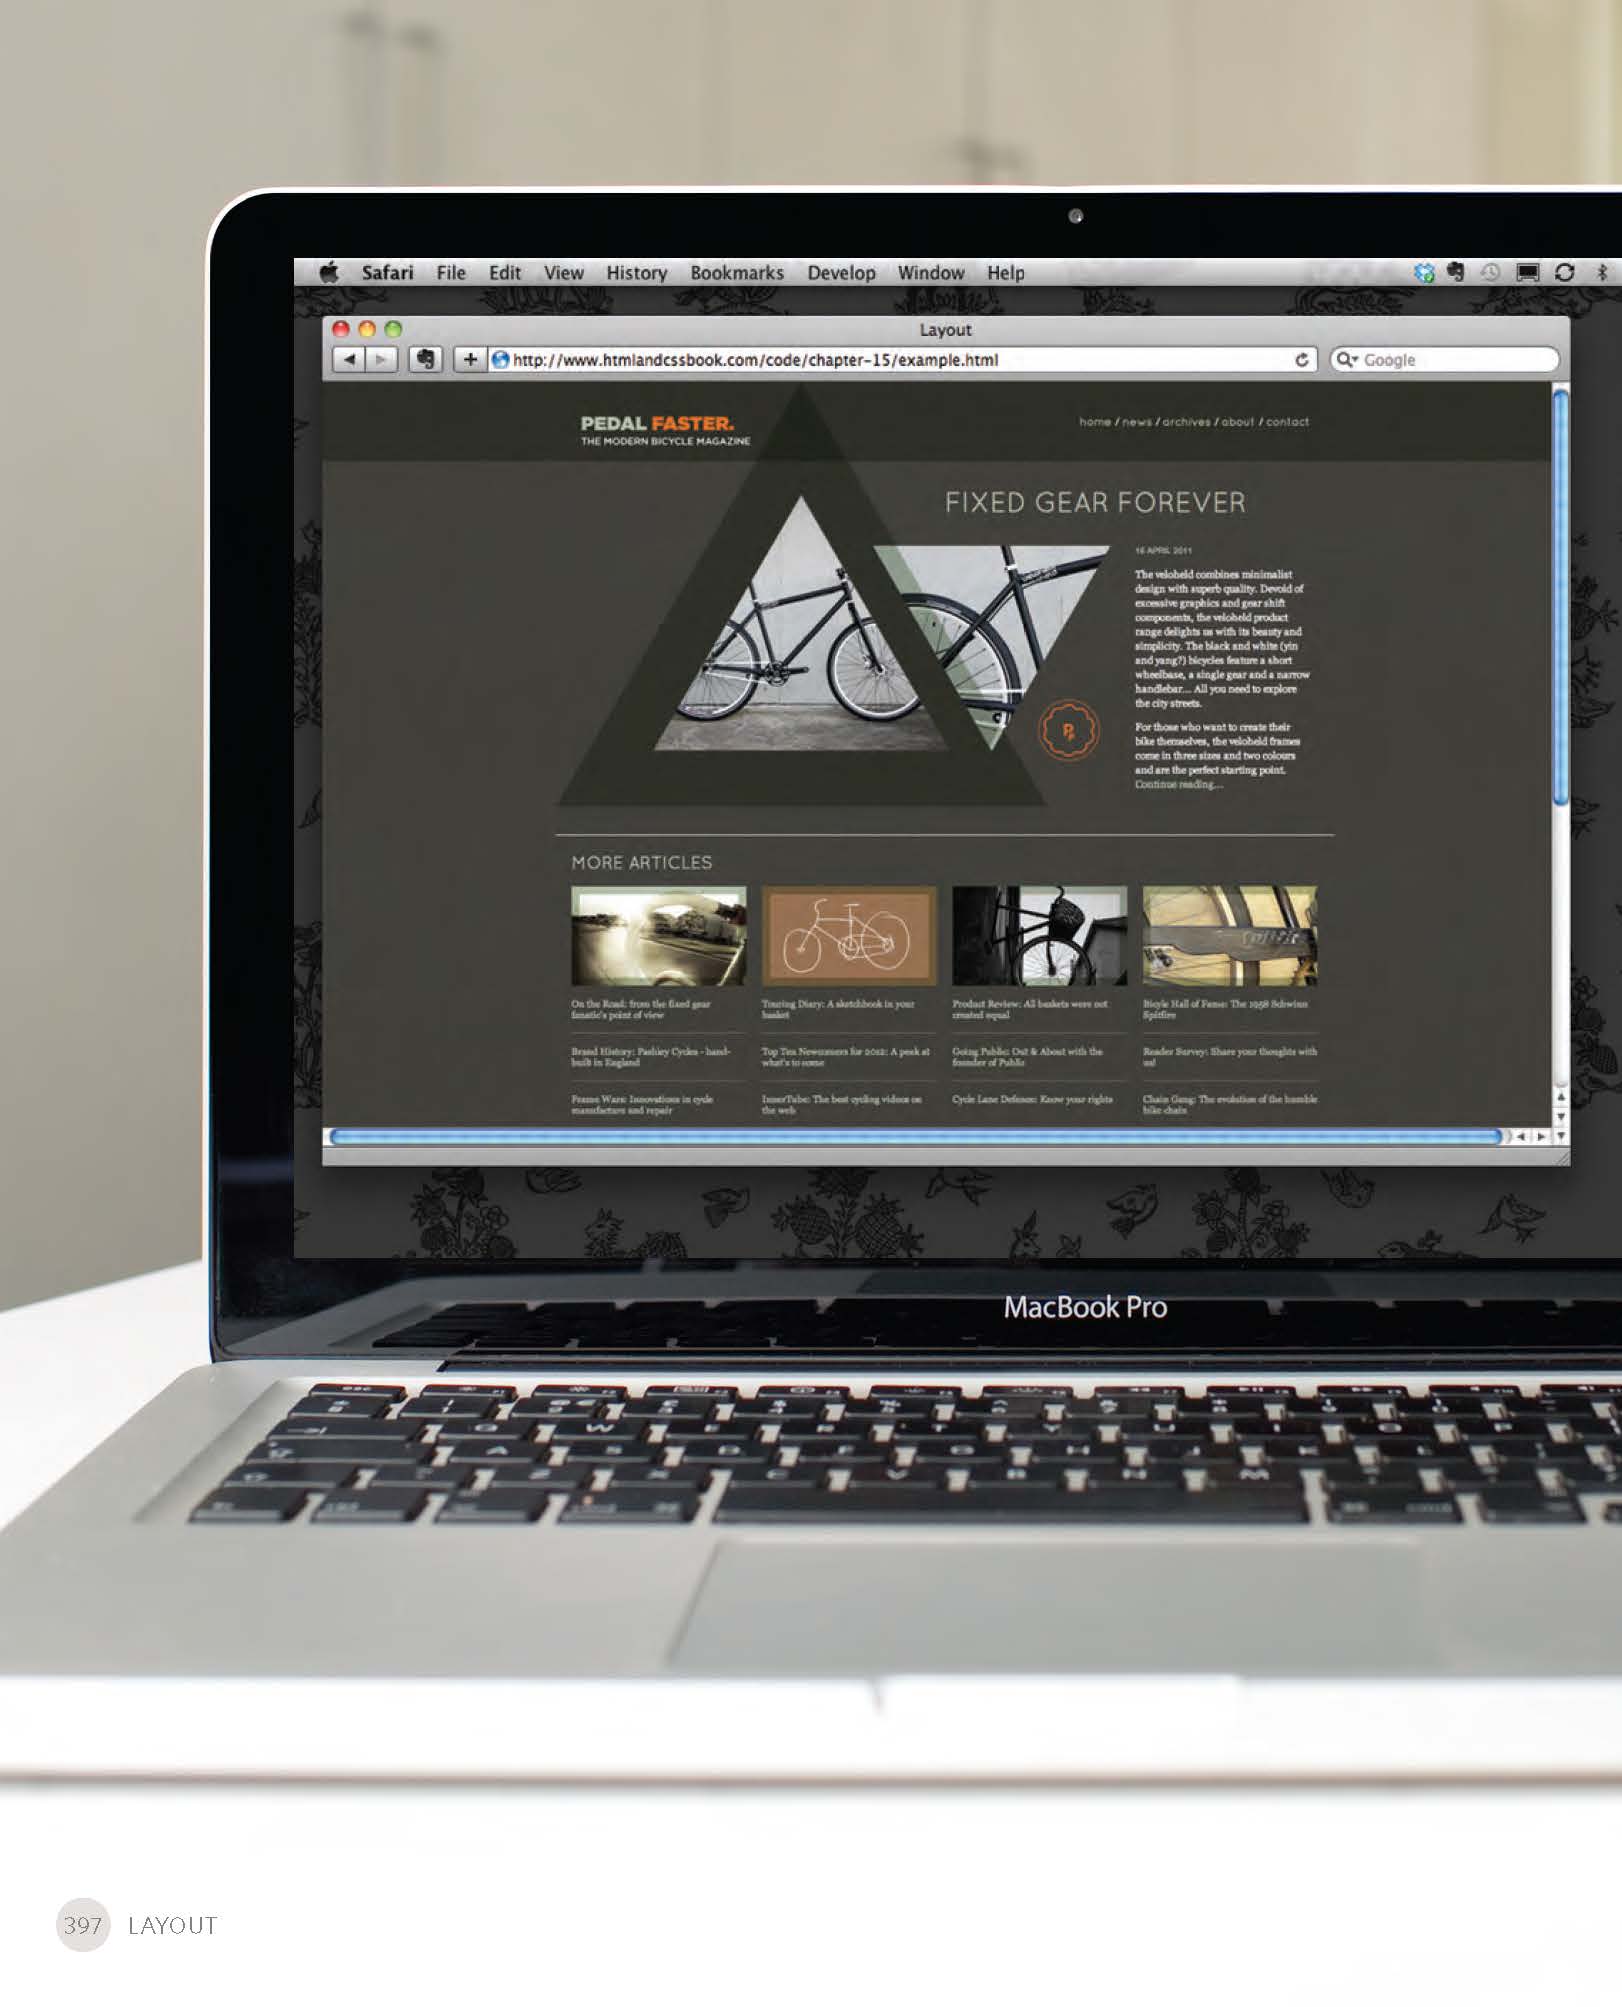 Safari File Edit View History Bookmarks Develop Window Help
Layout
http://www.htmlandcssbook.com/code/chapter-15/example.html
Google
PEDAL FASTER.
THE MODERN BICYCLE MAGAZINE
home / news / archives / about / contact
FIXED GEAR FOREVER
16 APRIL 2011
The veloheld combines minimalist
design with superb quality. Devoid of
excessive graphics and gear shift
components, the veloheld product
range delights us with its beauty and
simplicity. The black and white (yin
and yang?) bicycles feature a short
wheelbase, a single gear and a narrow
handlebar... All you need to explore
the city streets.
For those who want to create their
bike themselves, the veloheld frames
come in three sizes and two colours
and are the perfect starting point.
Continue reading...
MORE ARTICLES
On the Road: from the fixed gear
fanatic's point of view
Touring Diary: A sketchbook in your
basket
Product Review: All baskets were not
created equal
Bicyle Hall of Fame: The 1958 Schwinn
Spitfire
Brand History: Pashley Cycles - hand-
built in England
Top Ten Newcomers for 2012: A peek at
what's to come
Going Public: Out & About with the
founder of Public
Reader Survey: Share your thoughts with
us!
Frame Wars: Innovations in cycle
manufacture and repair
InnerTube: The best cycling videos on
the web
Cycle Lane Defence: Know your rights
Chain Gang: The evolution of the humble
bike chain
MacBook Pro
397 LAYOUT